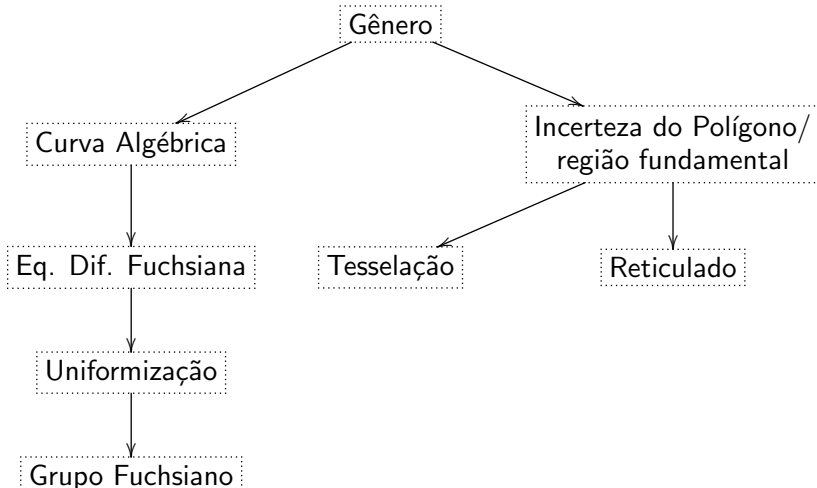 Gênero
Curva Algébrica
Incerteza do Polígono/
região fundamental
Eq. Dif. Fuchsiana
Tesselação
Reticulado
Uniformização
Grupo Fuchsiano